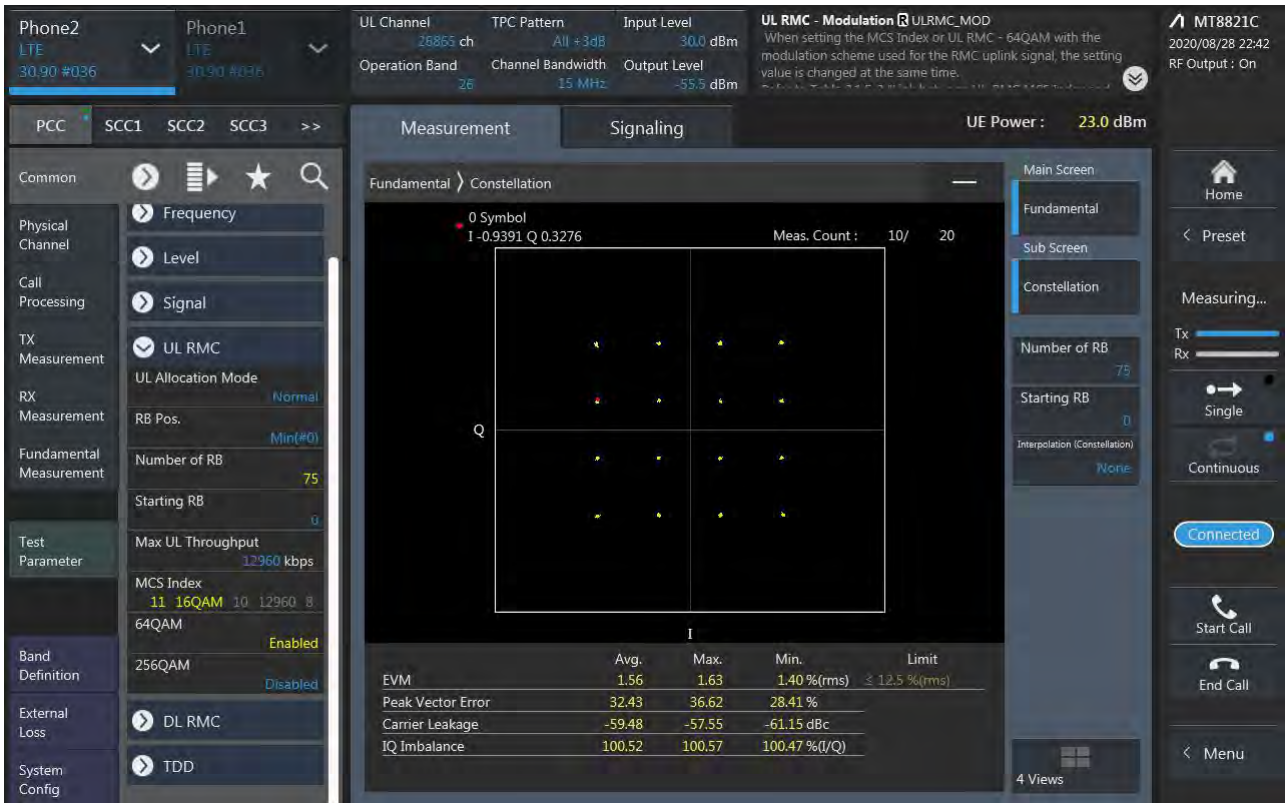 Phone2
LTE
30.90 #036
Phone1
LTE
30.90 #036
UL Channel
26865 ch
TPC Pattern
All +3dB
Input Level
30.0 dBm
Operation Band
26
Channel Bandwidth
15 MHz
Output Level
-55.5 dBm
UL RMC - Modulation R ULRMC_MOD
When setting the MCS Index or UL RMC - 64QAM with the
modulation scheme used for the RMC uplink signal, the setting
value is changed at the same time.
MT8821C
2020/08/28 22:42
RF Output : On
PCC SCC1 SCC2 SCC3 >>
Measurement
Signaling
UE Power : 23.0 dBm
Common
Physical
Channel
Call
Processing
TX
Measurement
RX
Measurement
Fundamental
Measurement
Test
Parameter
Band
Definition
External
Loss
System
Config
Frequency
Level
Signal
UL RMC
UL Allocation Mode
Normal
RB Pos.
Min(#0)
Number of RB
75
Starting RB
0
Max UL Throughput
12960 kbps
MCS Index
11 16QAM 10 12960 8
64QAM
Enabled
256QAM
Disabled
DL RMC
TDD
Fundamental 〉 Constellation
0 Symbol
I -0.9391 Q 0.3276
Meas. Count : 10/ 20
Q
I
Avg. Max. Min. Limit
EVM 1.56 1.63 1.40 %(rms) ≤ 12.5 %(rms)
Peak Vector Error 32.43 36.62 28.41 %
Carrier Leakage -59.48 -57.55 -61.15 dBc
IQ Imbalance 100.52 100.57 100.47 %(I/Q)
Main Screen
Fundamental
Sub Screen
Constellation
Number of RB
75
Starting RB
0
Interpolation (Constellation)
None
4 Views
Home
< Preset
Measuring...
Tx
Rx
Single
Continuous
Connected
Start Call
End Call
< Menu